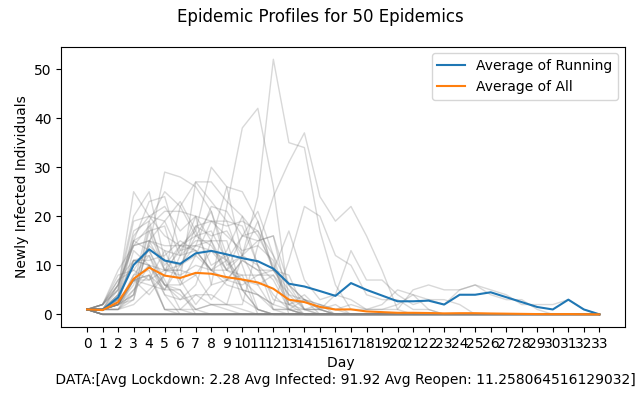 Epidemic Profiles for 50 Epidemics
Average of Running
Average of All
Newly Infected Individuals
50
40
30
20
10
0
0 1 2 3 4 5 6 7 8 9 10 11 12 13 14 15 16 17 18 19 20 21 22 23 24 25 26 27 28 29 30 31 32 33
Day
DATA:[Avg Lockdown: 2.28 Avg Infected: 91.92 Avg Reopen: 11.258064516129032]